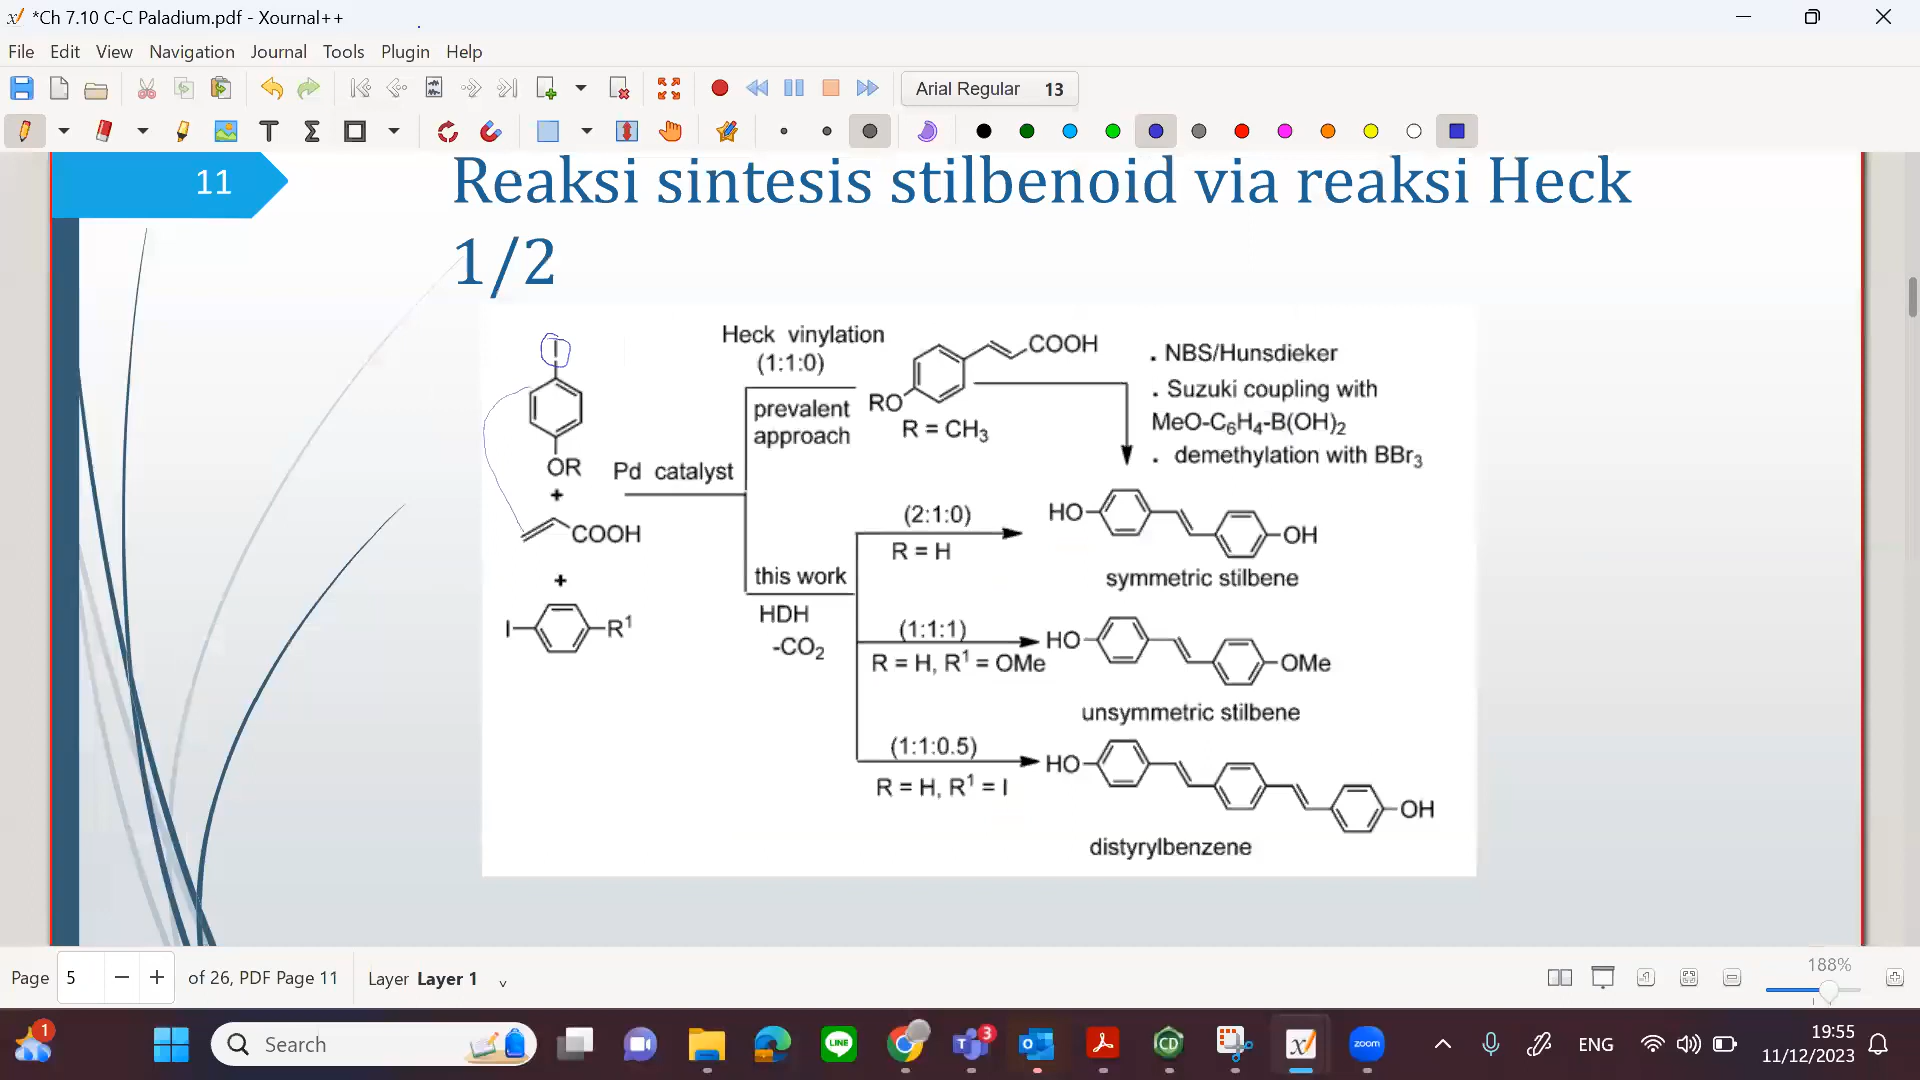 *Ch 7.10 C-C Paladium.pdf - Xournal++
File Edit View Navigation Journal Tools Plugin Help
Arial Regular 13
11
Reaksi sintesis stilbenoid via reaksi Heck
1/2
I
OR
+
COOH
+
I R¹
Pd catalyst
Heck vinylation
(1:1:0)
prevalent
approach
COOH
RO
R = CH₃
. NBS/Hunsdieker
. Suzuki coupling with
MeO-C₆H₄-B(OH)₂
. demethylation with BBr₃
this work
HDH
-CO₂
(2:1:0)
R = H
HO OH
symmetric stilbene
(1:1:1)
R = H, R¹ = OMe
HO OMe
unsymmetric stilbene
(1:1:0.5)
R = H, R¹ = I
HO OH
distyrylbenzene
Page 5 of 26, PDF Page 11 Layer Layer 1
188%
1
Search
LINE
3
CD
zoom
ENG
19:55
11/12/2023